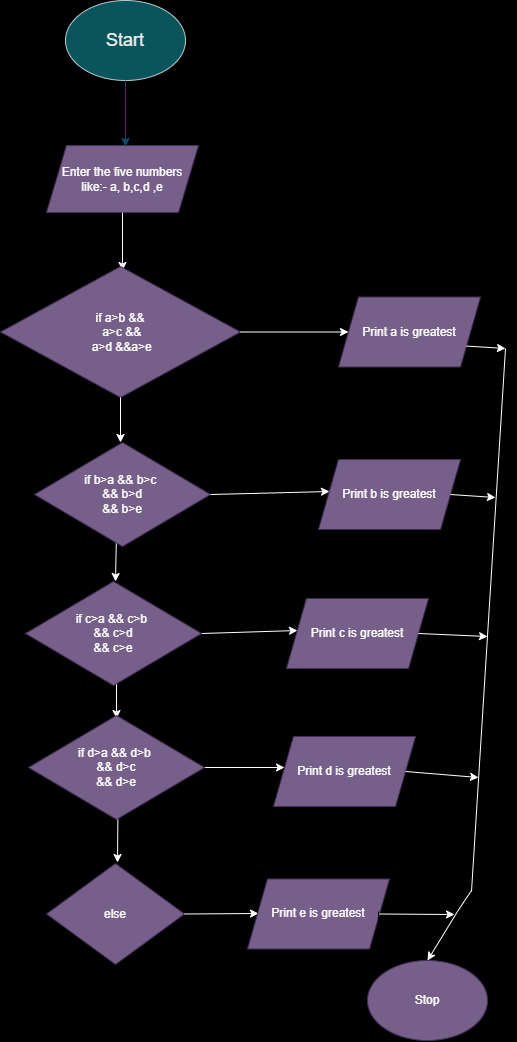 Start
Enter the five numbers
like:- a, b,c,d ,e
if a>b &&
a>c &&
a>d &&a>e
Print a is greatest
if b>a && b>c
&& b>d
&& b>e
Print b is greatest
if c>a && c>b
&& c>d
&& c>e
Print c is greatest
if d>a && d>b
&& d>c
&& d>e
Print d is greatest
else
Print e is greatest
Stop